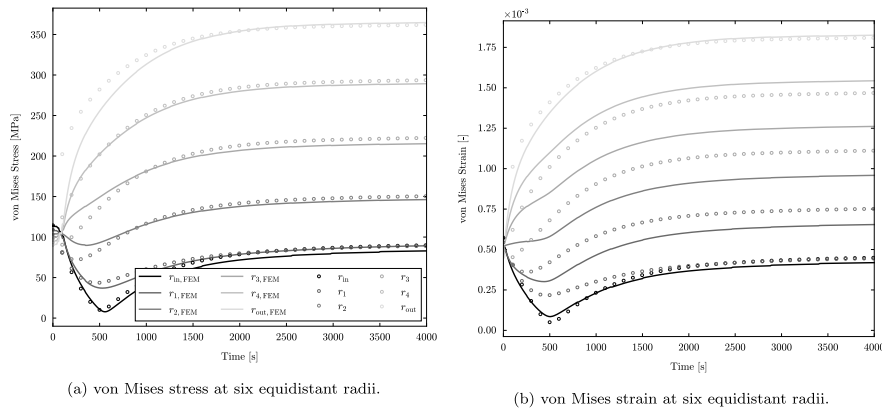 von Mises Stress [MPa]
350
300
250
200
150
100
50
0
0 500 1000 1500 2000 2500 3000 3500 4000
Time [s]
r_in, FEM r_3, FEM r_in r_3
r_1, FEM r_4, FEM r_1 r_4
r_2, FEM r_out, FEM r_2 r_out
(a) von Mises stress at six equidistant radii.
×10⁻³
von Mises Strain [-]
1.75
1.50
1.25
1.00
0.75
0.50
0.25
0.00
0 500 1000 1500 2000 2500 3000 3500 4000
Time [s]
(b) von Mises strain at six equidistant radii.